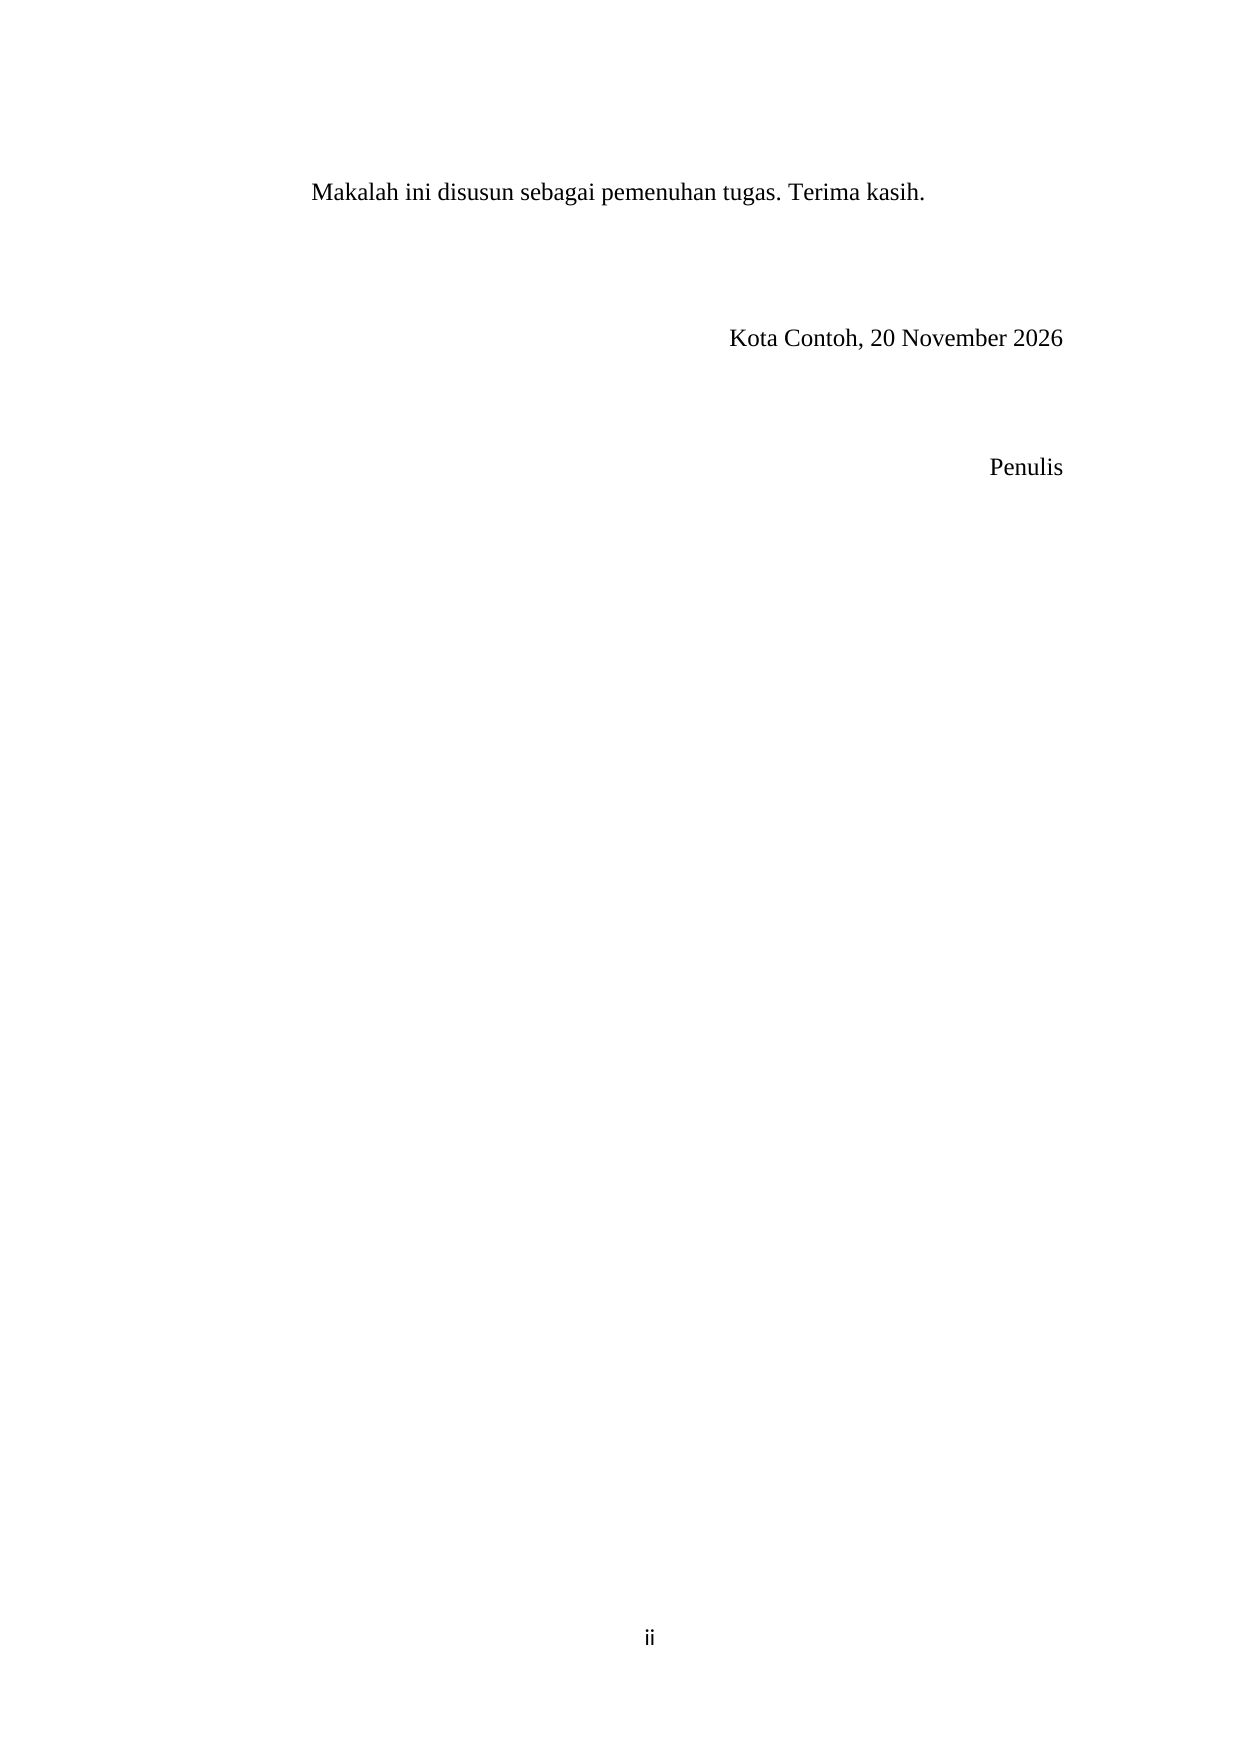 Makalah ini disusun sebagai pemenuhan tugas. Terima kasih.
Kota Contoh, 20 November 2026
Penulis
ii